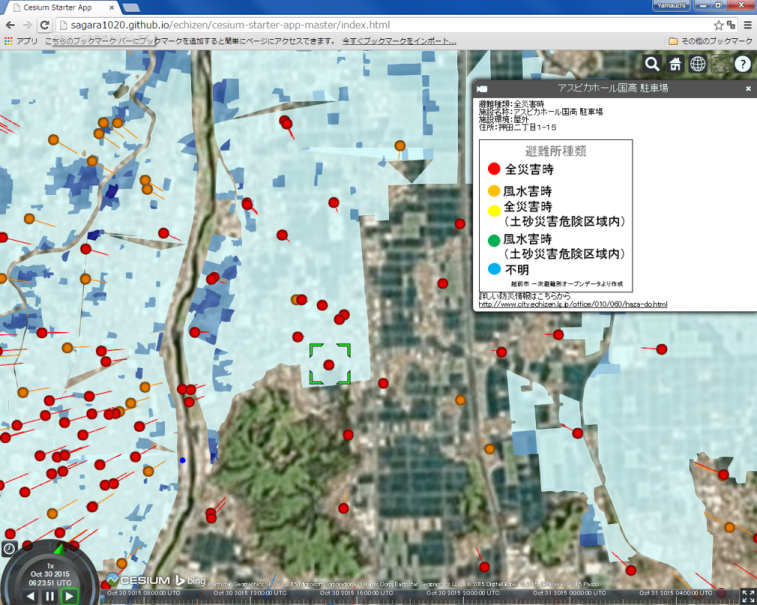 Cesium Starter App
Yamauchi
sagara1020.github.io/echizen/cesium-starter-app-master/index.html
アプリ
こちらのブックマーク バーにブックマークを追加すると簡単にページにアクセスできます。
今すぐブックマークをインポート...
その他のブックマーク
アスピカホール国高 駐車場
避難種類:全災害時
施設名称:アスピカホール国高 駐車場
施設環境:屋外
住所:押田二丁目1-15
避難所種類
全災害時
風水害時
全災害時
(土砂災害危険区域内)
風水害時
(土砂災害危険区域内)
不明
越前市 一次避難所オープンデータより作成
詳しい防災情報はこちらから
http://www.city.echizen.lg.jp/office/010/060/haza-do.html
1x
Oct 30 2015
06:23:51 UTC
CESIUM
bing
Oct 30 2015 08:00:00 UTC
Oct 30 2015 12:00:00 UTC
Oct 30 2015 16:00:00 UTC
Oct 30 2015 20:00:00 UTC
Oct 31 2015 00:00:00 UTC
Oct 31 2015 04:00:00 UTC